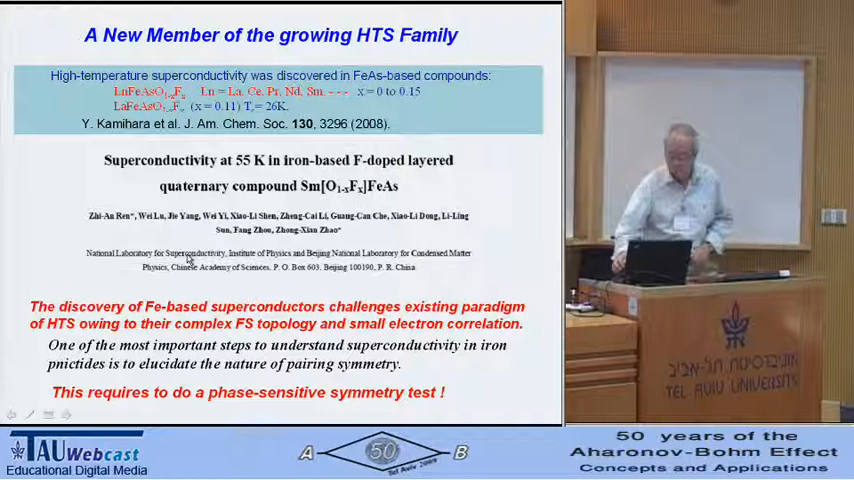 A New Member of the growing HTS Family
High-temperature superconductivity was discovered in FeAs-based compounds:
LnFeAsO1-xFx Ln = La, Ce, Pr, Nd, Sm, - - - x = 0 to 0.15
LaFeAsO1-xFx (x = 0.11) Tc = 26K.
Y. Kamihara et al. J. Am. Chem. Soc. 130, 3296 (2008).
Superconductivity at 55 K in iron-based F-doped layered
quaternary compound Sm[O1-xFx]FeAs
Zhi-An Ren*, Wei Lu, Jie Yang, Wei Yi, Xiao-Li Shen, Zheng-Cai Li, Guang-Can Che, Xiao-Li Dong, Li-Ling
Sun, Fang Zhou, Zhong-Xian Zhao*
National Laboratory for Superconductivity, Institute of Physics and Beijing National Laboratory for Condensed Matter
Physics, Chinese Academy of Sciences, P. O. Box 603, Beijing 100190, P. R. China
The discovery of Fe-based superconductors challenges existing paradigm
of HTS owing to their complex FS topology and small electron correlation.
One of the most important steps to understand superconductivity in iron
pnictides is to elucidate the nature of pairing symmetry.
This requires to do a phase-sensitive symmetry test !
אוניברסיטת תל-אביב
TEL AVIV UNIVERSITY
TAU Webcast
Educational Digital Media
A 50 B
Tel Aviv 2009
50 years of the
Aharonov-Bohm Effect
Concepts and Applications